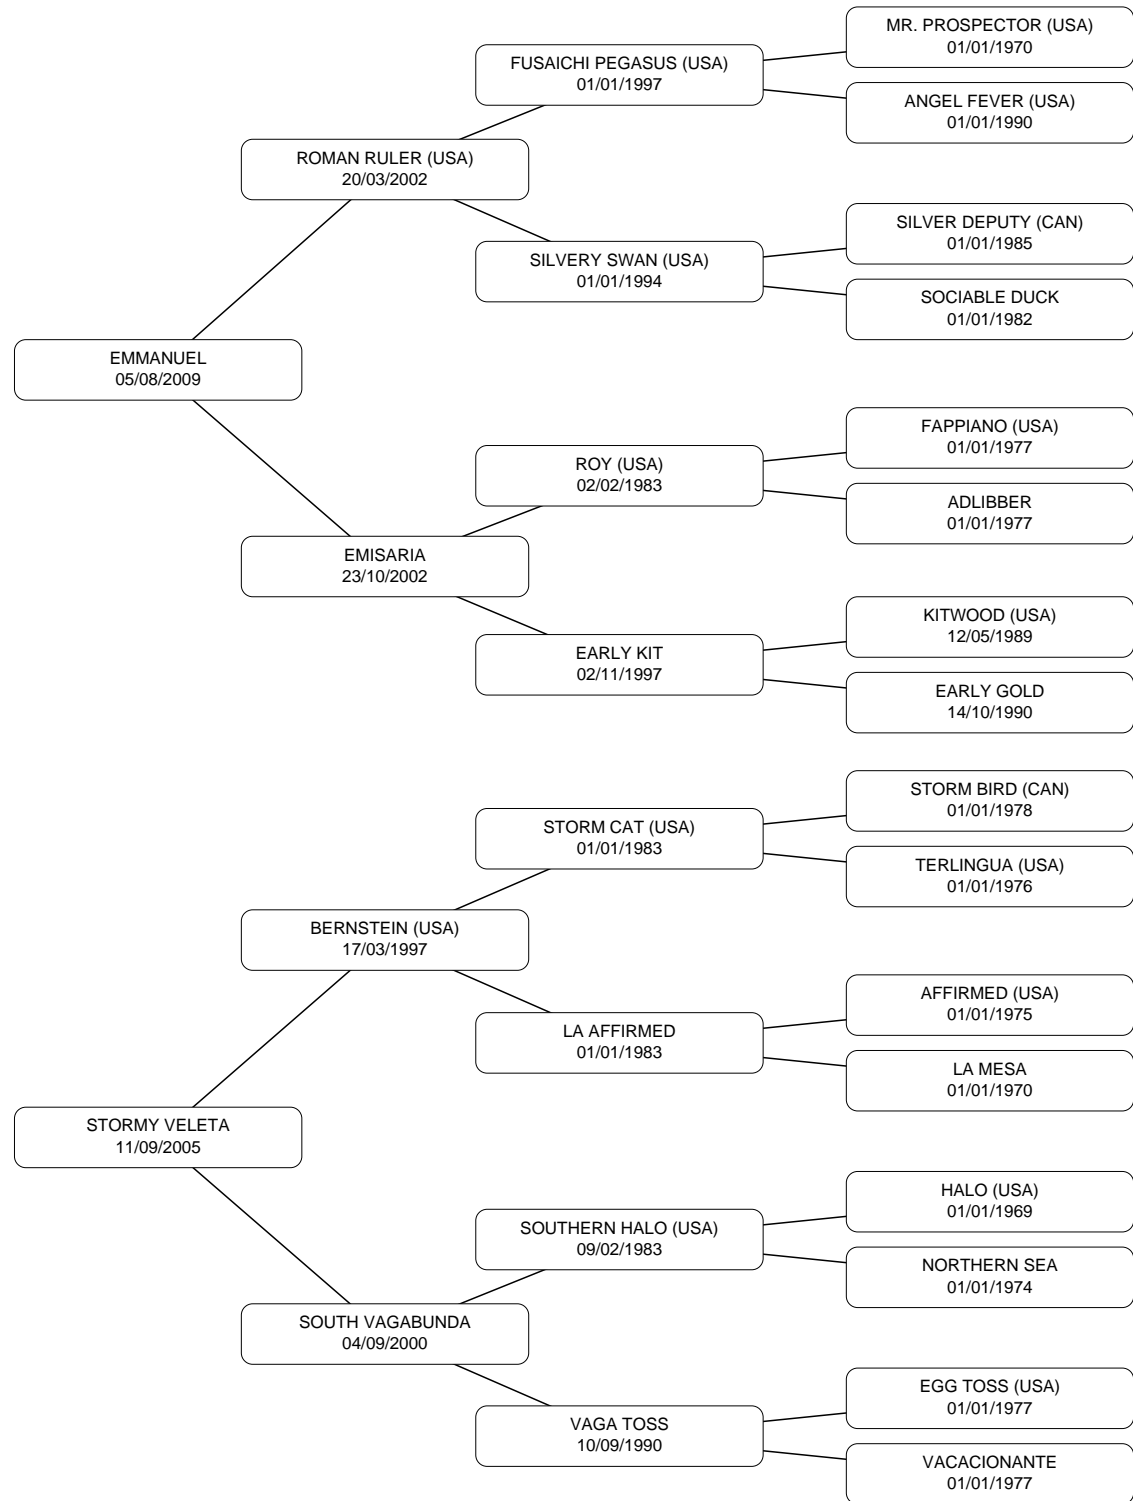 MR. PROSPECTOR (USA)
01/01/1970
FUSAICHI PEGASUS (USA)
01/01/1997
ANGEL FEVER (USA)
01/01/1990
ROMAN RULER (USA)
20/03/2002
SILVER DEPUTY (CAN)
01/01/1985
SILVERY SWAN (USA)
01/01/1994
SOCIABLE DUCK
01/01/1982
EMMANUEL
05/08/2009
FAPPIANO (USA)
01/01/1977
ROY (USA)
02/02/1983
ADLIBBER
01/01/1977
EMISARIA
23/10/2002
KITWOOD (USA)
12/05/1989
EARLY KIT
02/11/1997
EARLY GOLD
14/10/1990
STORM BIRD (CAN)
01/01/1978
STORM CAT (USA)
01/01/1983
TERLINGUA (USA)
01/01/1976
BERNSTEIN (USA)
17/03/1997
AFFIRMED (USA)
01/01/1975
LA AFFIRMED
01/01/1983
LA MESA
01/01/1970
STORMY VELETA
11/09/2005
HALO (USA)
01/01/1969
SOUTHERN HALO (USA)
09/02/1983
NORTHERN SEA
01/01/1974
SOUTH VAGABUNDA
04/09/2000
EGG TOSS (USA)
01/01/1977
VAGA TOSS
10/09/1990
VACACIONANTE
01/01/1977